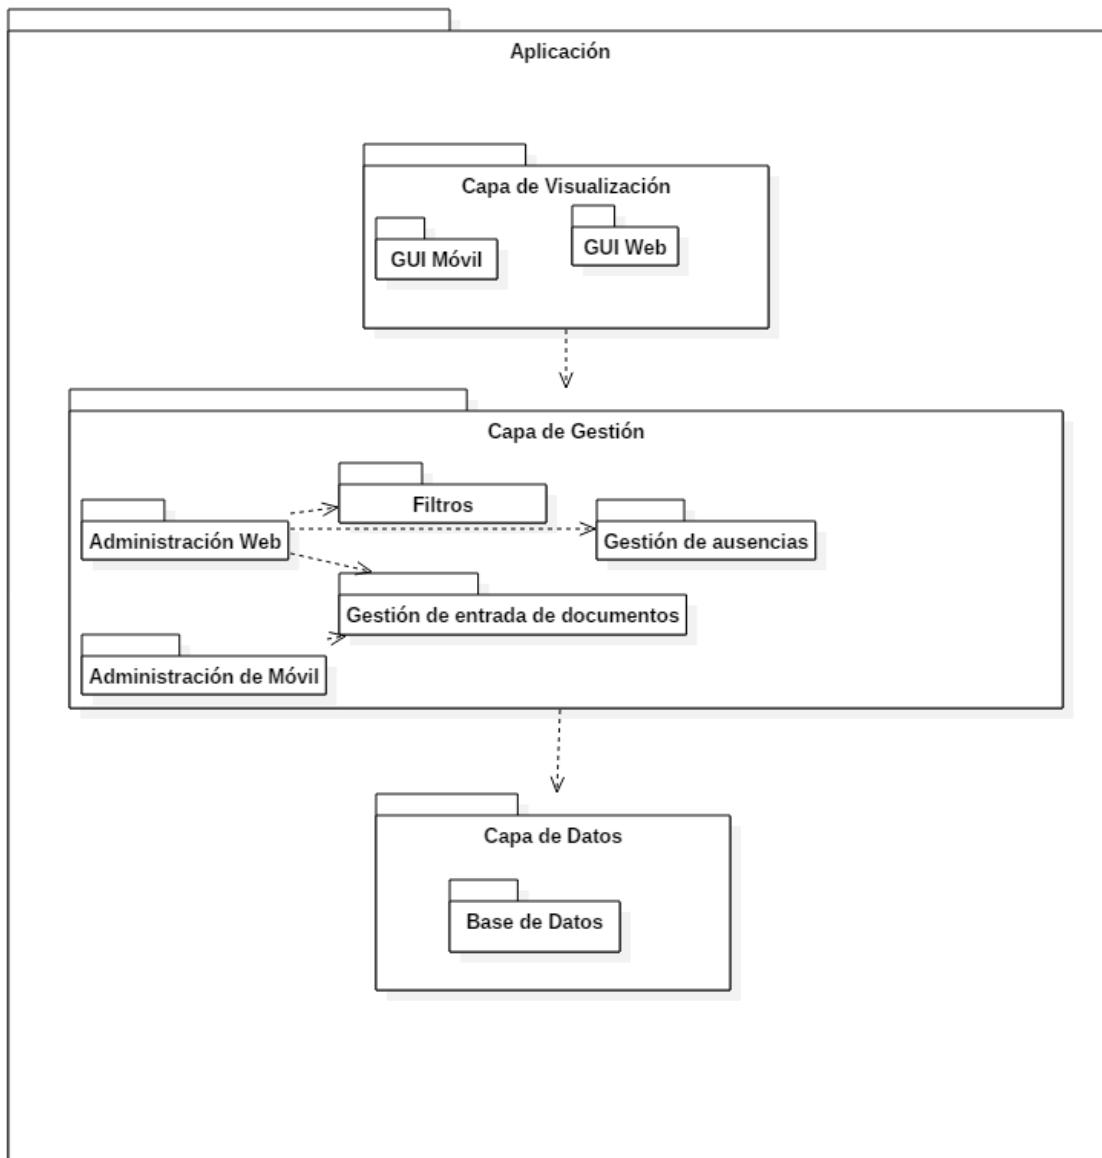 Aplicación
Capa de Visualización
GUI Móvil
GUI Web
Capa de Gestión
Filtros
Administración Web
Gestión de ausencias
Gestión de entrada de documentos
Administración de Móvil
Capa de Datos
Base de Datos